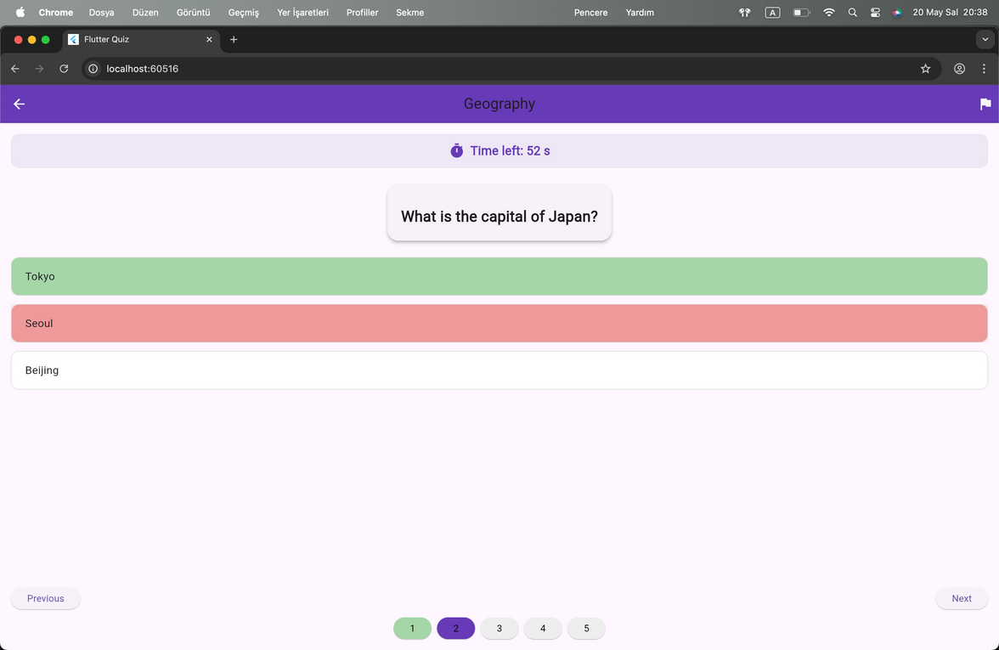 Chrome Dosya Düzen Görüntü Geçmiş Yer İşaretleri Profiller Sekme Pencere Yardım A 20 May Sal 20:38
Flutter Quiz
localhost:60516
Geography
Time left: 52 s
What is the capital of Japan?
Tokyo
Seoul
Beijing
Previous Next
1 2 3 4 5